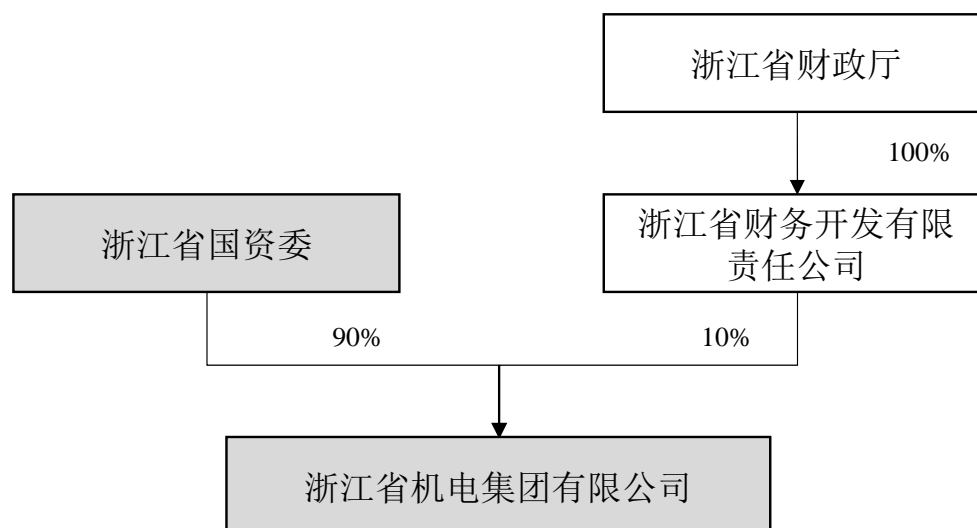 浙江省财政厅
100%
浙江省国资委
浙江省财务开发有限
责任公司
90%
10%
浙江省机电集团有限公司